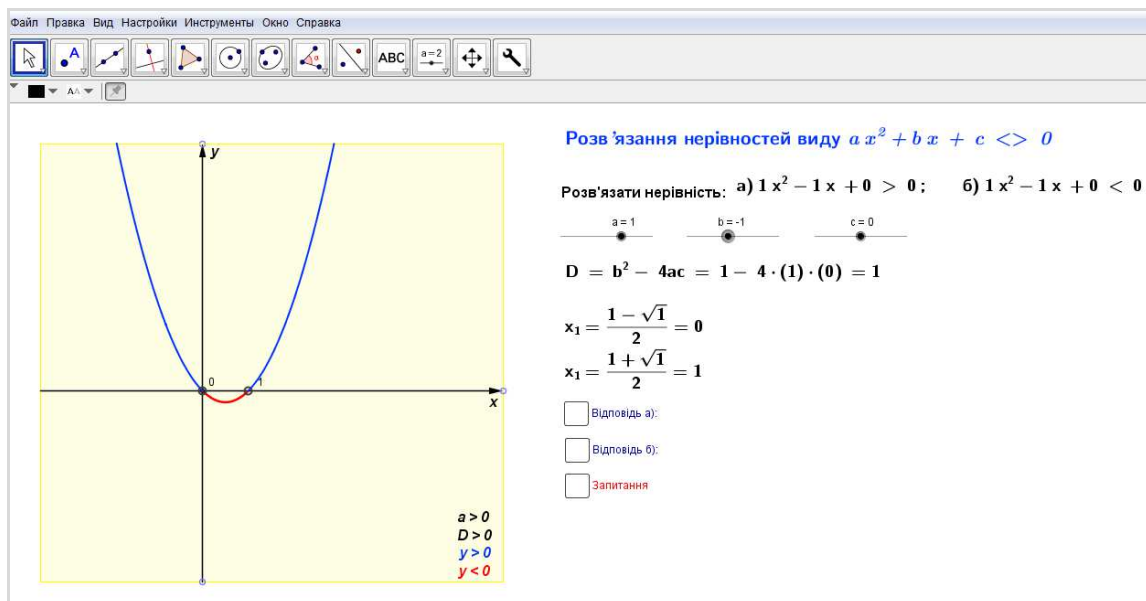 Файл Правка Вид Настройки Инструменты Окно Справка
A α ABC a=2
AA
y
0 1
x
a > 0
D > 0
y > 0
y < 0
Розв'язання нерівностей виду a x² + b x + c <> 0
Розв'язати нерівність: а) 1 x² − 1 x + 0 > 0; б) 1 x² − 1 x + 0 < 0
a = 1 b = -1 c = 0
D = b² − 4ac = 1 − 4 · (1) · (0) = 1
x₁ = (1 − √1)/2 = 0
x₁ = (1 + √1)/2 = 1
Відповідь а):
Відповідь б):
Запитання